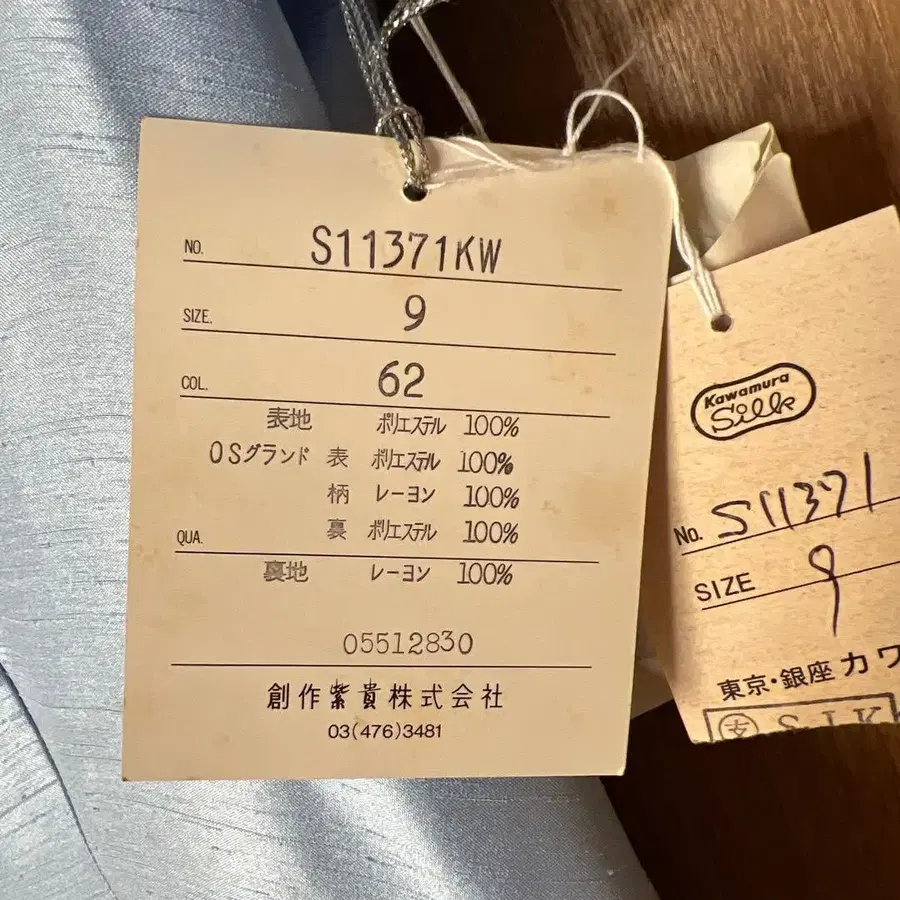 NO. S11371KW
SIZE. 9
COL. 62
表地 ポリエステル 100%
OSグランド 表 ポリエステル 100%
柄 レーヨン 100%
QUA. 裏 ポリエステル 100%
裏地 レーヨン 100%
05512830
創作紫貴株式会社
03(476)3481
Kawamura
Silk
No. S11371
SIZE 9
東京・銀座 カワ
支 SILK